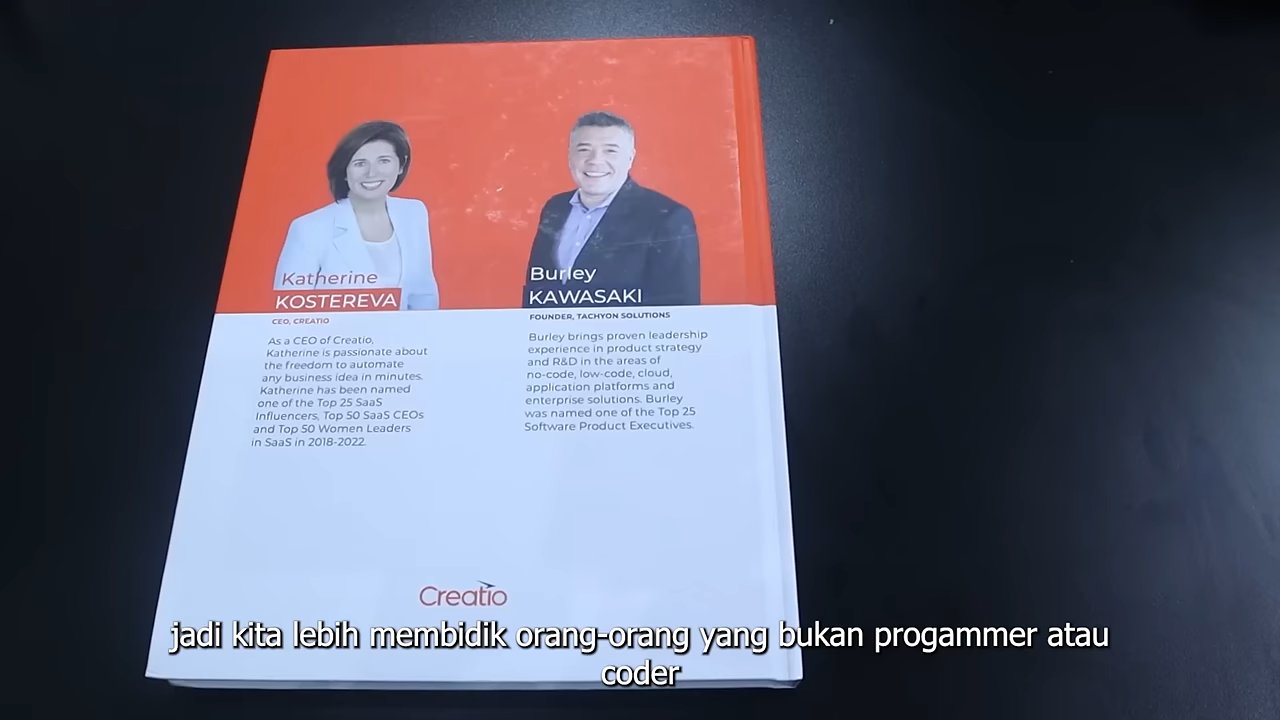 Katherine
KOSTEREVA
CEO, CREATIO
As a CEO of Creatio,
Katherine is passionate about
the freedom to automate
any business idea in minutes.
Katherine has been named
one of the Top 25 SaaS
Influencers, Top 50 SaaS CEOs
and Top 50 Women Leaders
in SaaS in 2018-2022.
Burley
KAWASAKI
FOUNDER, TACHYON SOLUTIONS
Burley brings proven leadership
experience in product strategy
and R&D in the areas of
no-code, low-code, cloud,
application platforms and
enterprise solutions. Burley
was named one of the Top 25
Software Product Executives.
Creatio
jadi kita lebih membidik orang-orang yang bukan progammer atau
coder